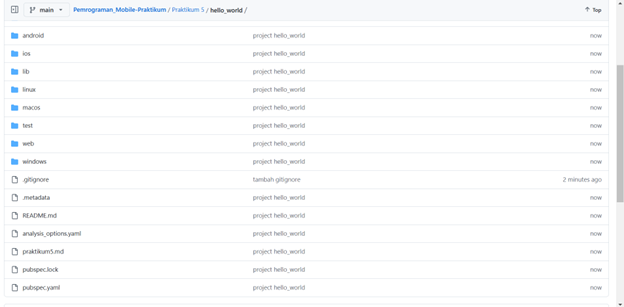 main Pemrograman_Mobile-Praktikum / Praktikum 5 / hello_world / Top
android project hello_world now
ios project hello_world now
lib project hello_world now
linux project hello_world now
macos project hello_world now
test project hello_world now
web project hello_world now
windows project hello_world now
.gitignore tambah gitignore 2 minutes ago
.metadata project hello_world now
README.md project hello_world now
analysis_options.yaml project hello_world now
praktikum5.md project hello_world now
pubspec.lock project hello_world now
pubspec.yaml project hello_world now